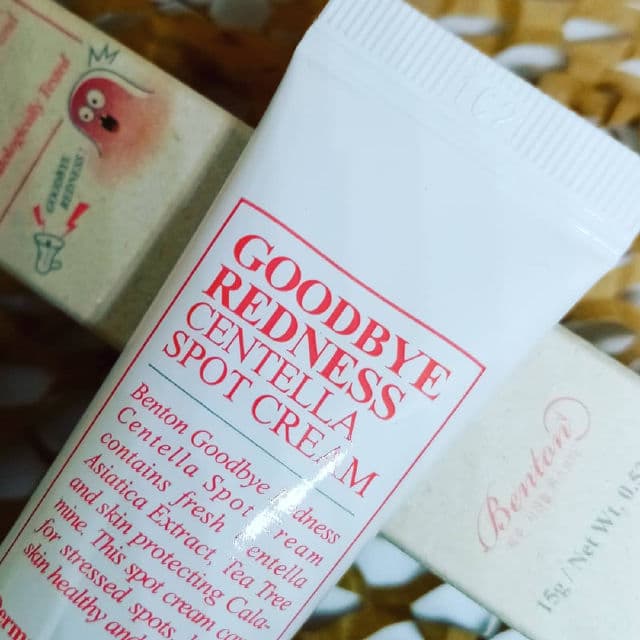 GOODBYE
REDNESS
CENTELLA
SPOT CREAM
Benton Goodbye Redness
Centella Spot Cream
contains fresh Centella
Asiatica Extract, Tea Tree
and skin protecting Cala-
mine. This spot cream
for stressed spots,
skin healthy and
GOODBYE
REDNESS!
Tested
Benton
15g / Net Wt. 0.5